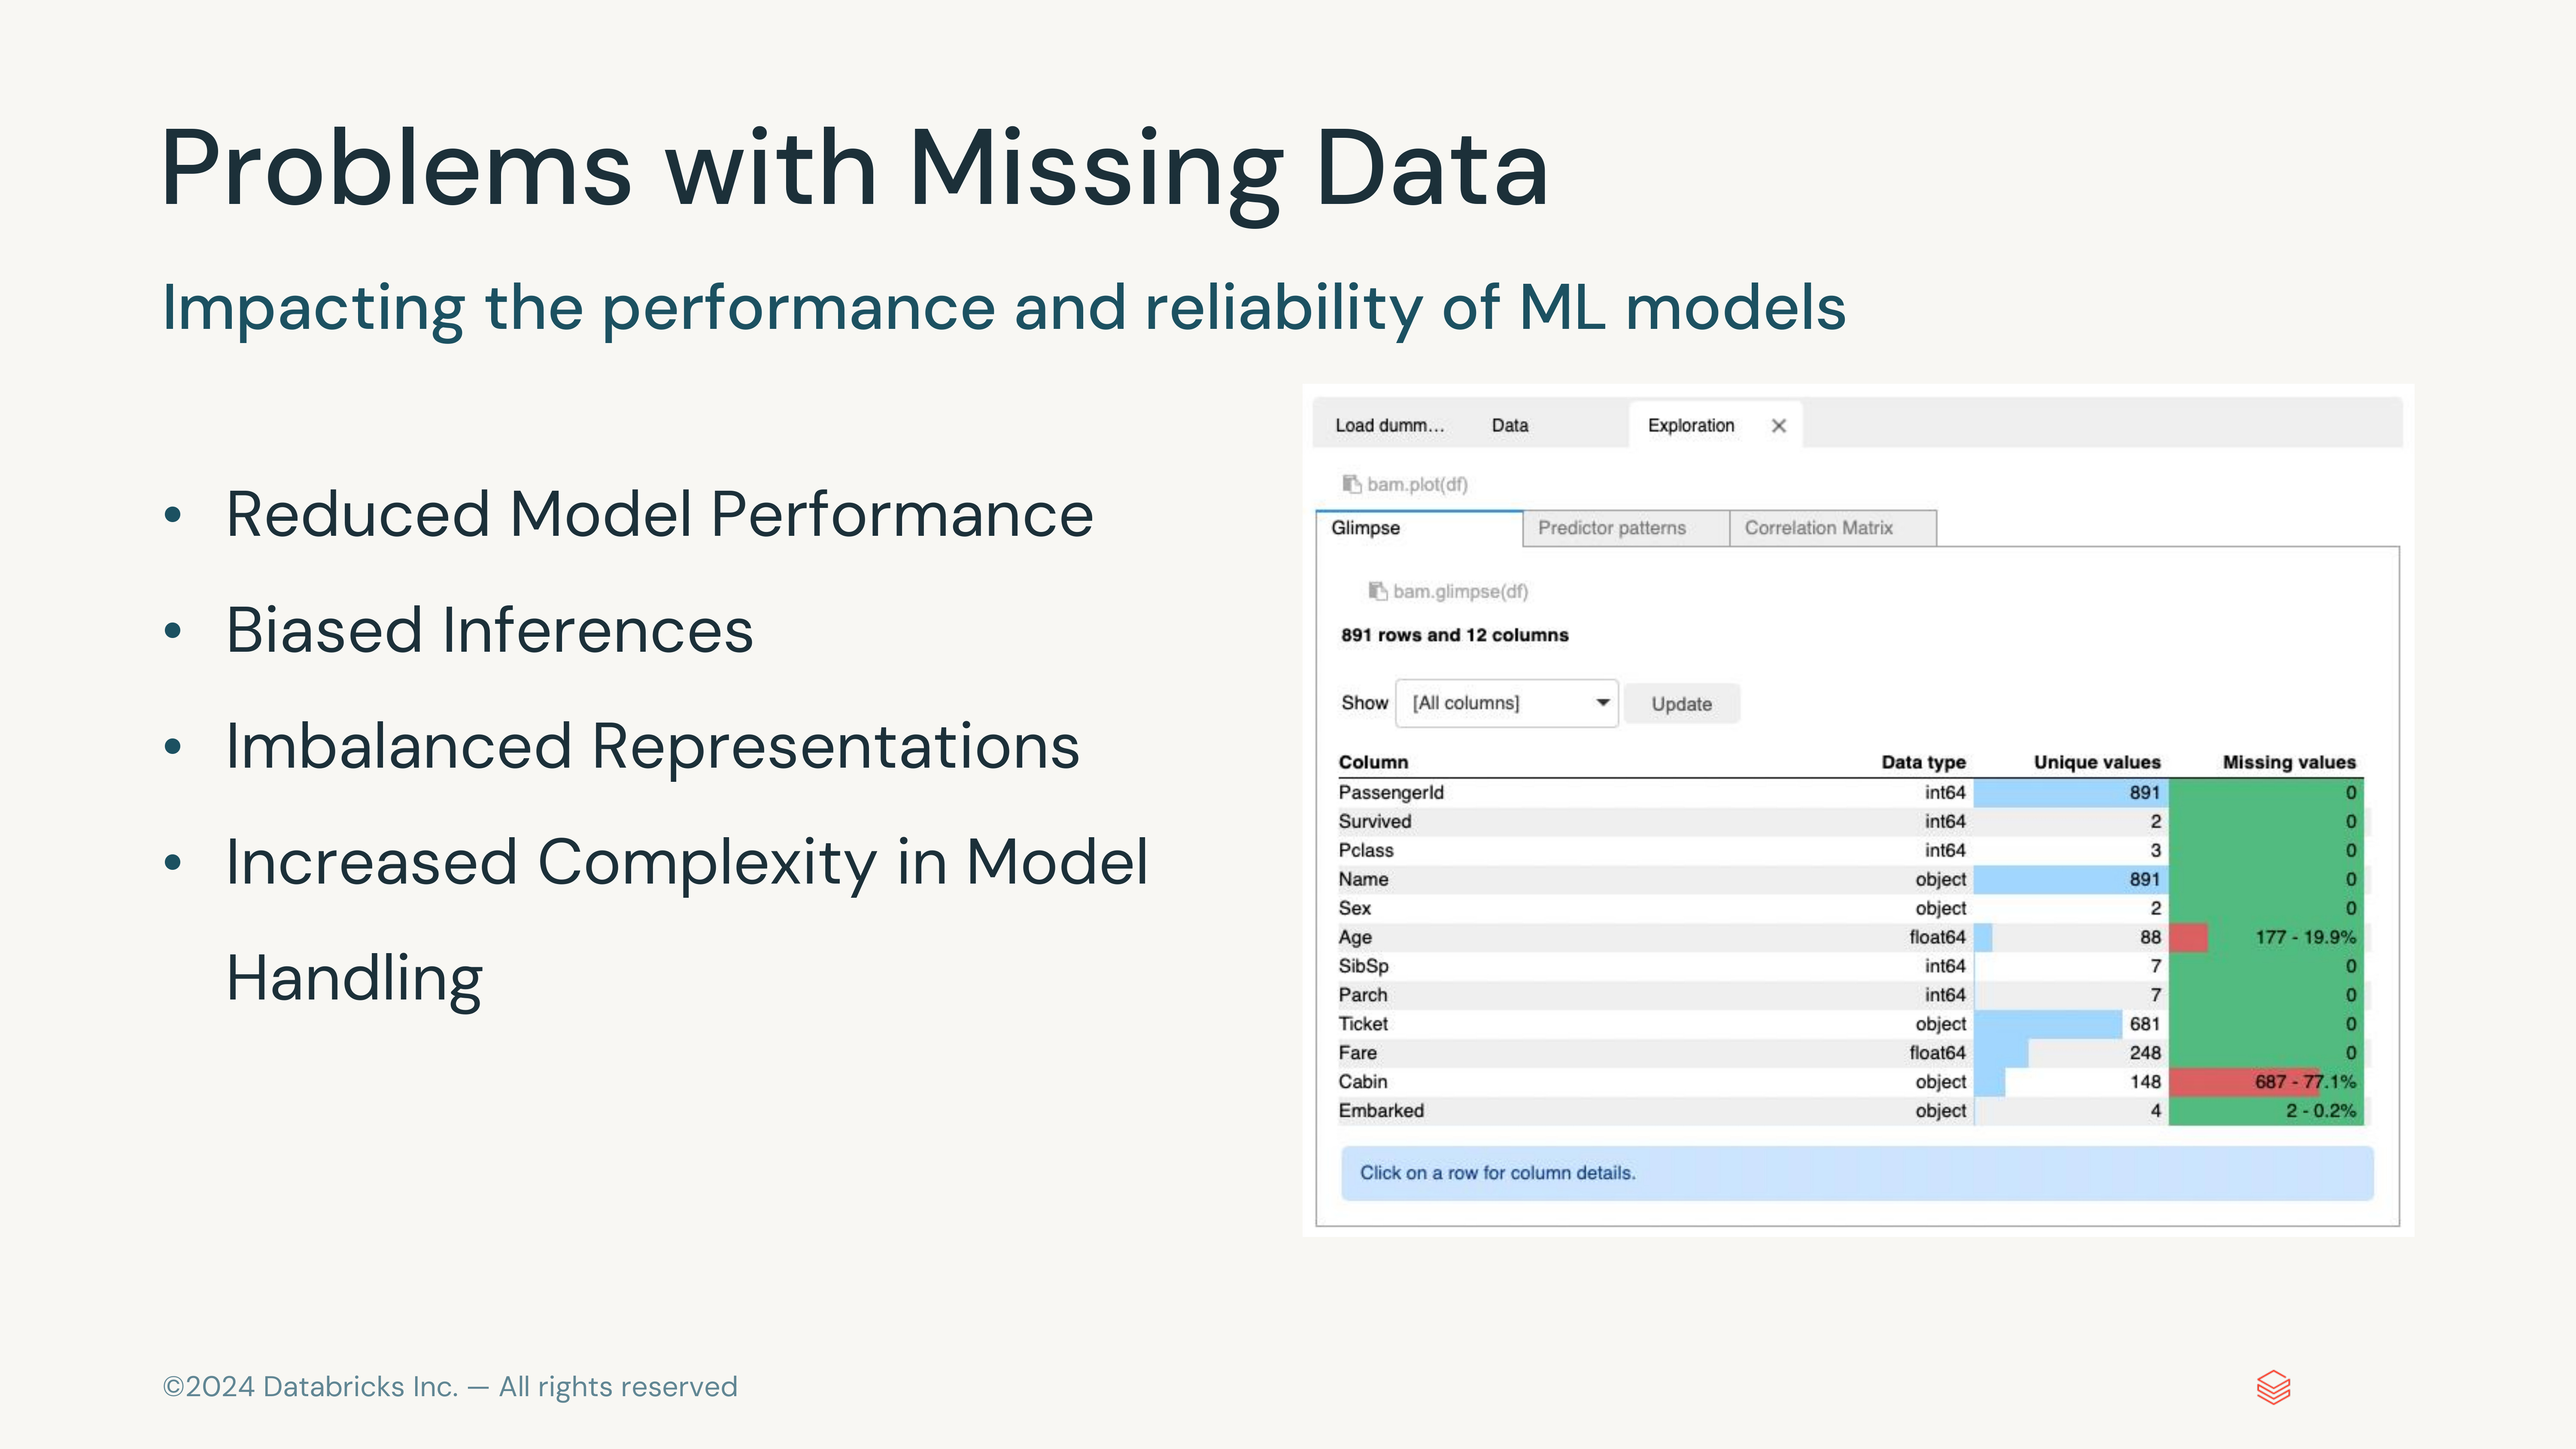 Problems with Missing Data
Impacting the performance and reliability of ML models
• Reduced Model Performance
• Biased Inferences
• Imbalanced Representations
• Increased Complexity in Model
Handling
Load dumm... Data Exploration ✕
bam.plot(df)
Glimpse Predictor patterns Correlation Matrix
bam.glimpse(df)
891 rows and 12 columns
Show [All columns] Update
Column Data type Unique values Missing values
PassengerId int64 891 0
Survived int64 2 0
Pclass int64 3 0
Name object 891 0
Sex object 2 0
Age float64 88 177 - 19.9%
SibSp int64 7 0
Parch int64 7 0
Ticket object 681 0
Fare float64 248 0
Cabin object 148 687 - 77.1%
Embarked object 4 2 - 0.2%
Click on a row for column details.
©2024 Databricks Inc. — All rights reserved